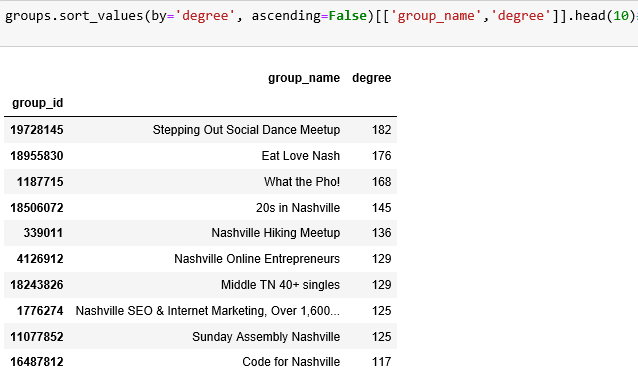 groups.sort_values(by='degree', ascending=False)[['group_name','degree']].head(10)
group_name degree
group_id
19728145 Stepping Out Social Dance Meetup 182
18955830 Eat Love Nash 176
1187715 What the Pho! 168
18506072 20s in Nashville 145
339011 Nashville Hiking Meetup 136
4126912 Nashville Online Entrepreneurs 129
18243826 Middle TN 40+ singles 129
1776274 Nashville SEO & Internet Marketing, Over 1,600... 125
11077852 Sunday Assembly Nashville 125
16487812 Code for Nashville 117